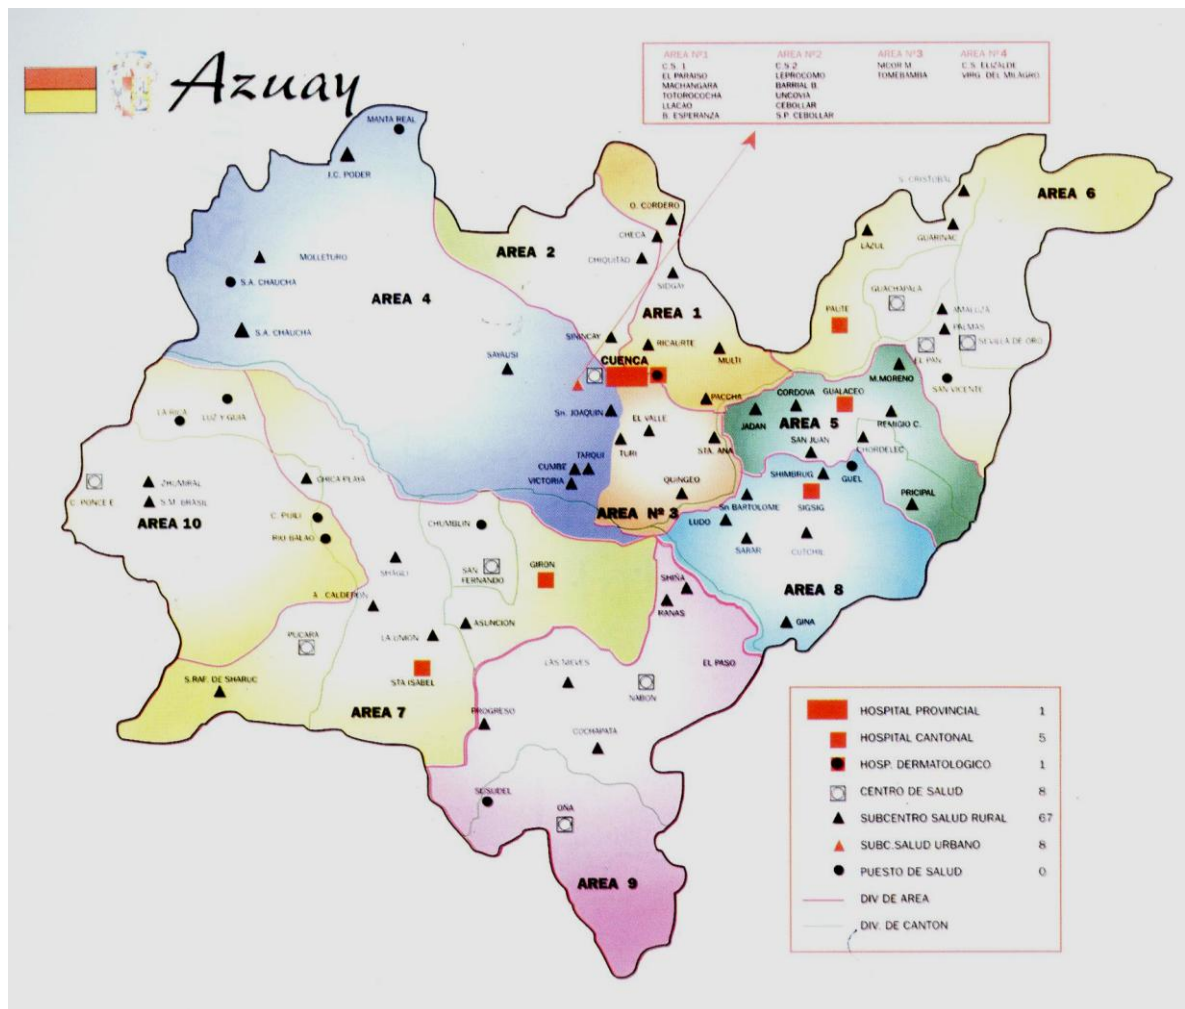 Azuay
AREA Nº1
C.S. 1
EL PARAISO
MACHANGARA
TOTOROCOCHA
LLACAO
B. ESPERANZA
AREA Nº2
C.S.2
LEPROCOMO
BARRIAL B.
UNCOVIA
CEBOLLAR
S.P. CEBOLLAR
AREA Nº3
NICOR M
TOMEBAMBA
AREA Nº4
C.S. ELIZALDE
VIRG. DEL MILAGRO
MANTA REAL
J.C. PODER
S. CRISTOBAL
AREA 6
O. CORDERO
CHECA
GUARINAE
LAZUL
AREA 2
CHIQUITAD
MOLLETURO
SIDCAY
S.A. CHAUCHA
GUACHAPALA
AREA 4
AREA 1
PAUTE
AMALUZA
S.A. CHAUCHA
PALMAS
SININCAY
RICAURTE
SEVILLA DE ORO
SAYAUSI
CUENCA
MULTI
EL PAN
M.MORENO
SAN VICENTE
LA RICA
LUZ Y GUIA
PACCHA
CORDOVA
GUALACEO
Sn. JOAQUIN
EL VALLE
JADAN
AREA 5
REMIGIO C.
SAN JUAN
CHORDELEC
TURI
STA. ANA
TARQUI
CUMBE
VICTORIA
SHIMBRUG
GUEL
CHICA PLAYA
QUINGEO
C. PONCE E
ZHUMIRAL
S.M. BRASIL
SIGSIG
PRICIPAL
Sn BARTOLOME
AREA 10
C. PUILI
CHUMBLIN
AREA Nº 3
LUDO
RIO BALAO
SARAR
CUTCHIL
SHAGLI
SAN
FERNANDO
GIRON
SHIÑA
AREA 8
A. CALDERON
RANAS
ASUNCION
GINA
PUCARA
LA UNION
LAS NIEVES
EL PASO
S.RAF. DE SHARUC
STA ISABEL
NABON
AREA 7
PROGRESO
COCHAPATA
SUSUDEL
OÑA
AREA 9
HOSPITAL PROVINCIAL 1
HOSPITAL CANTONAL 5
HOSP. DERMATOLOGICO 1
CENTRO DE SALUD 8
SUBCENTRO SALUD RURAL 67
SUBC.SALUD URBANO 8
PUESTO DE SALUD 0
DIV DE AREA
DIV. DE CANTON